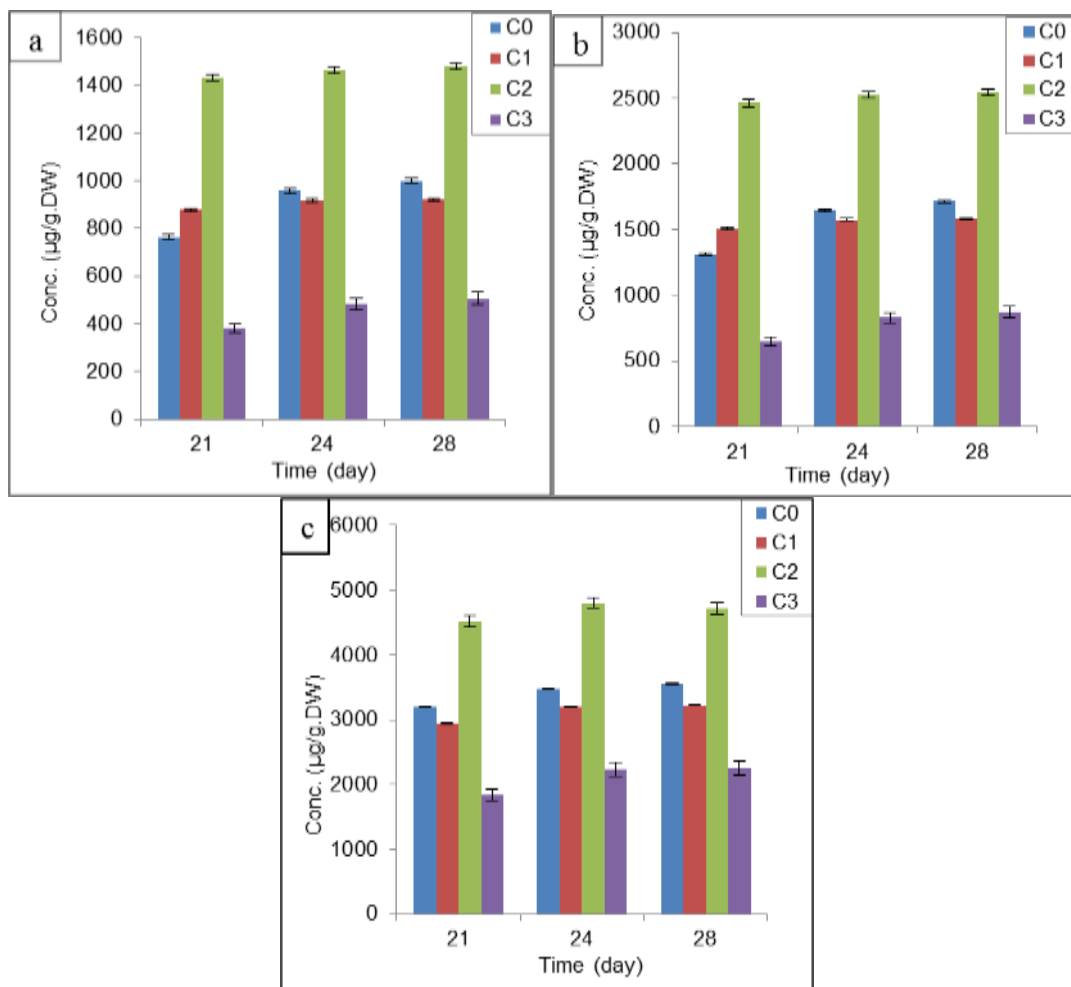 a
1600
1400
1200
1000
800
600
400
200
0
Conc. (µg/g.DW)
21
24
28
Time (day)
C0
C1
C2
C3
b
3000
2500
2000
1500
1000
500
0
Conc. (µg/g.DW)
21
24
28
Time (day)
C0
C1
C2
C3
c
6000
5000
4000
3000
2000
1000
0
Conc. (µg/g.DW)
21
24
28
Time (day)
C0
C1
C2
C3